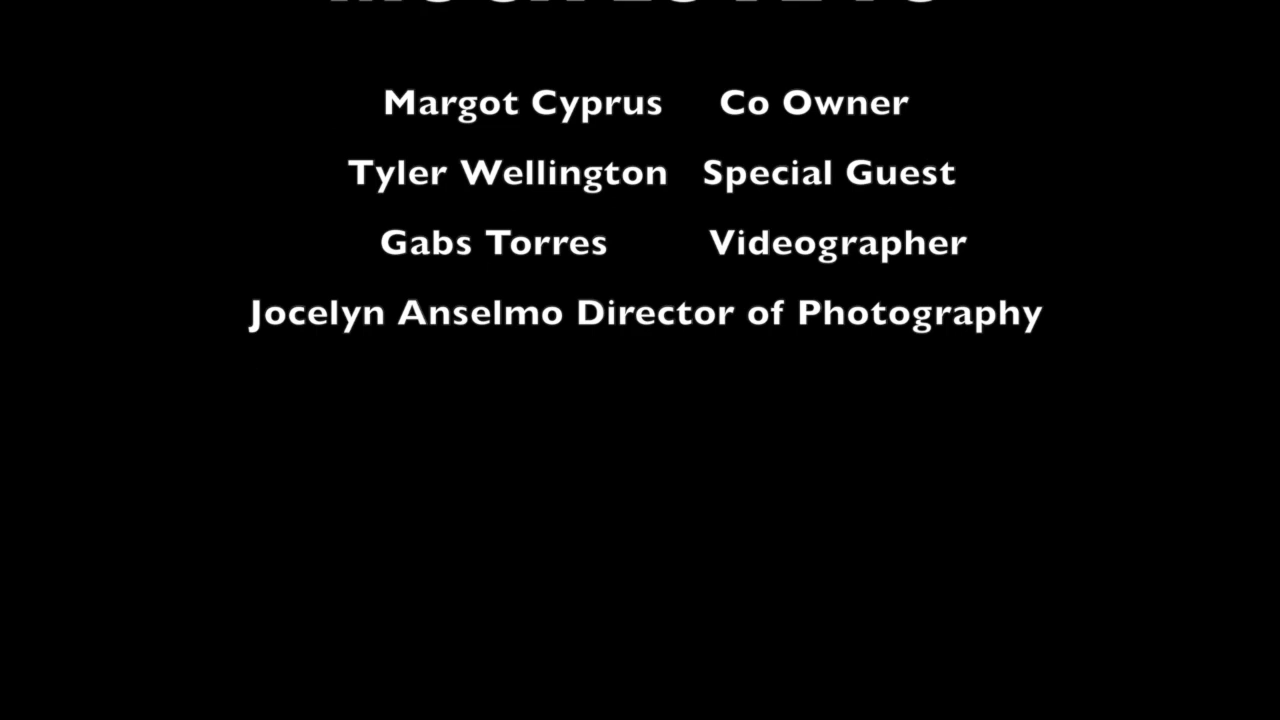 Margot Cyprus Co Owner
Tyler Wellington Special Guest
Gabs Torres Videographer
Jocelyn Anselmo Director of Photography